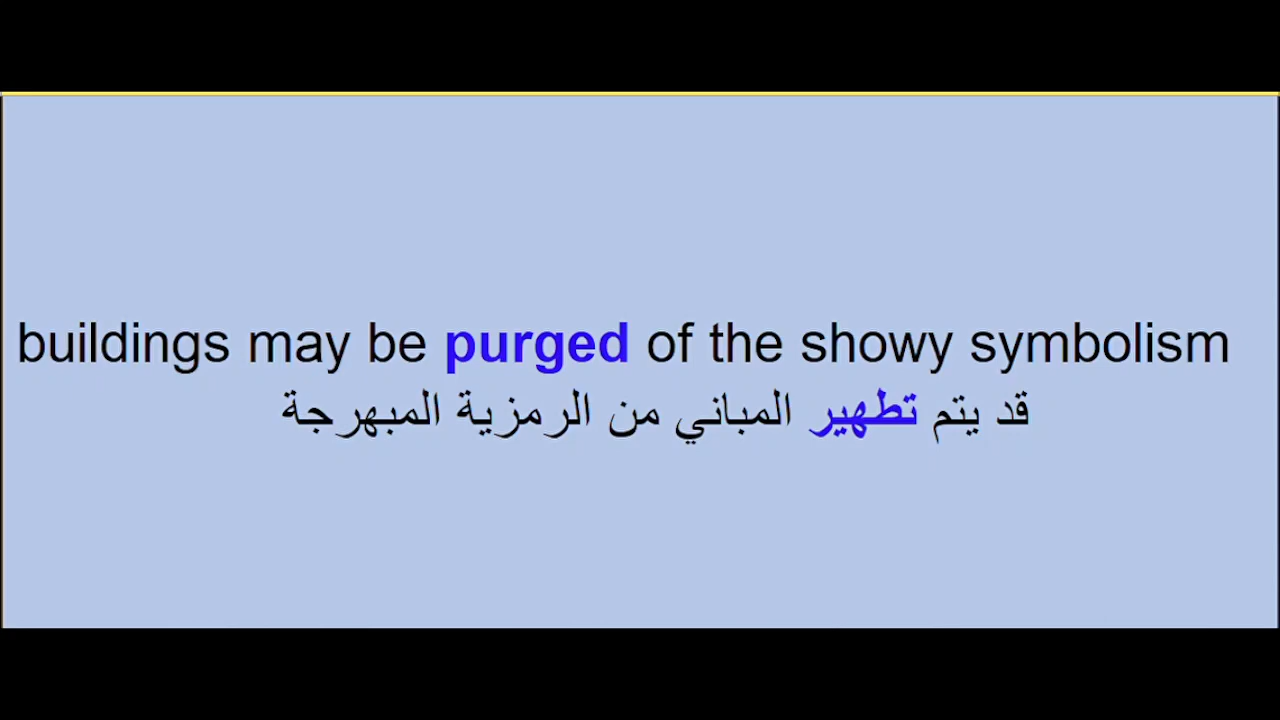 buildings may be purged of the showy symbolism
قد يتم تطهير المباني من الرمزية المبهرجة